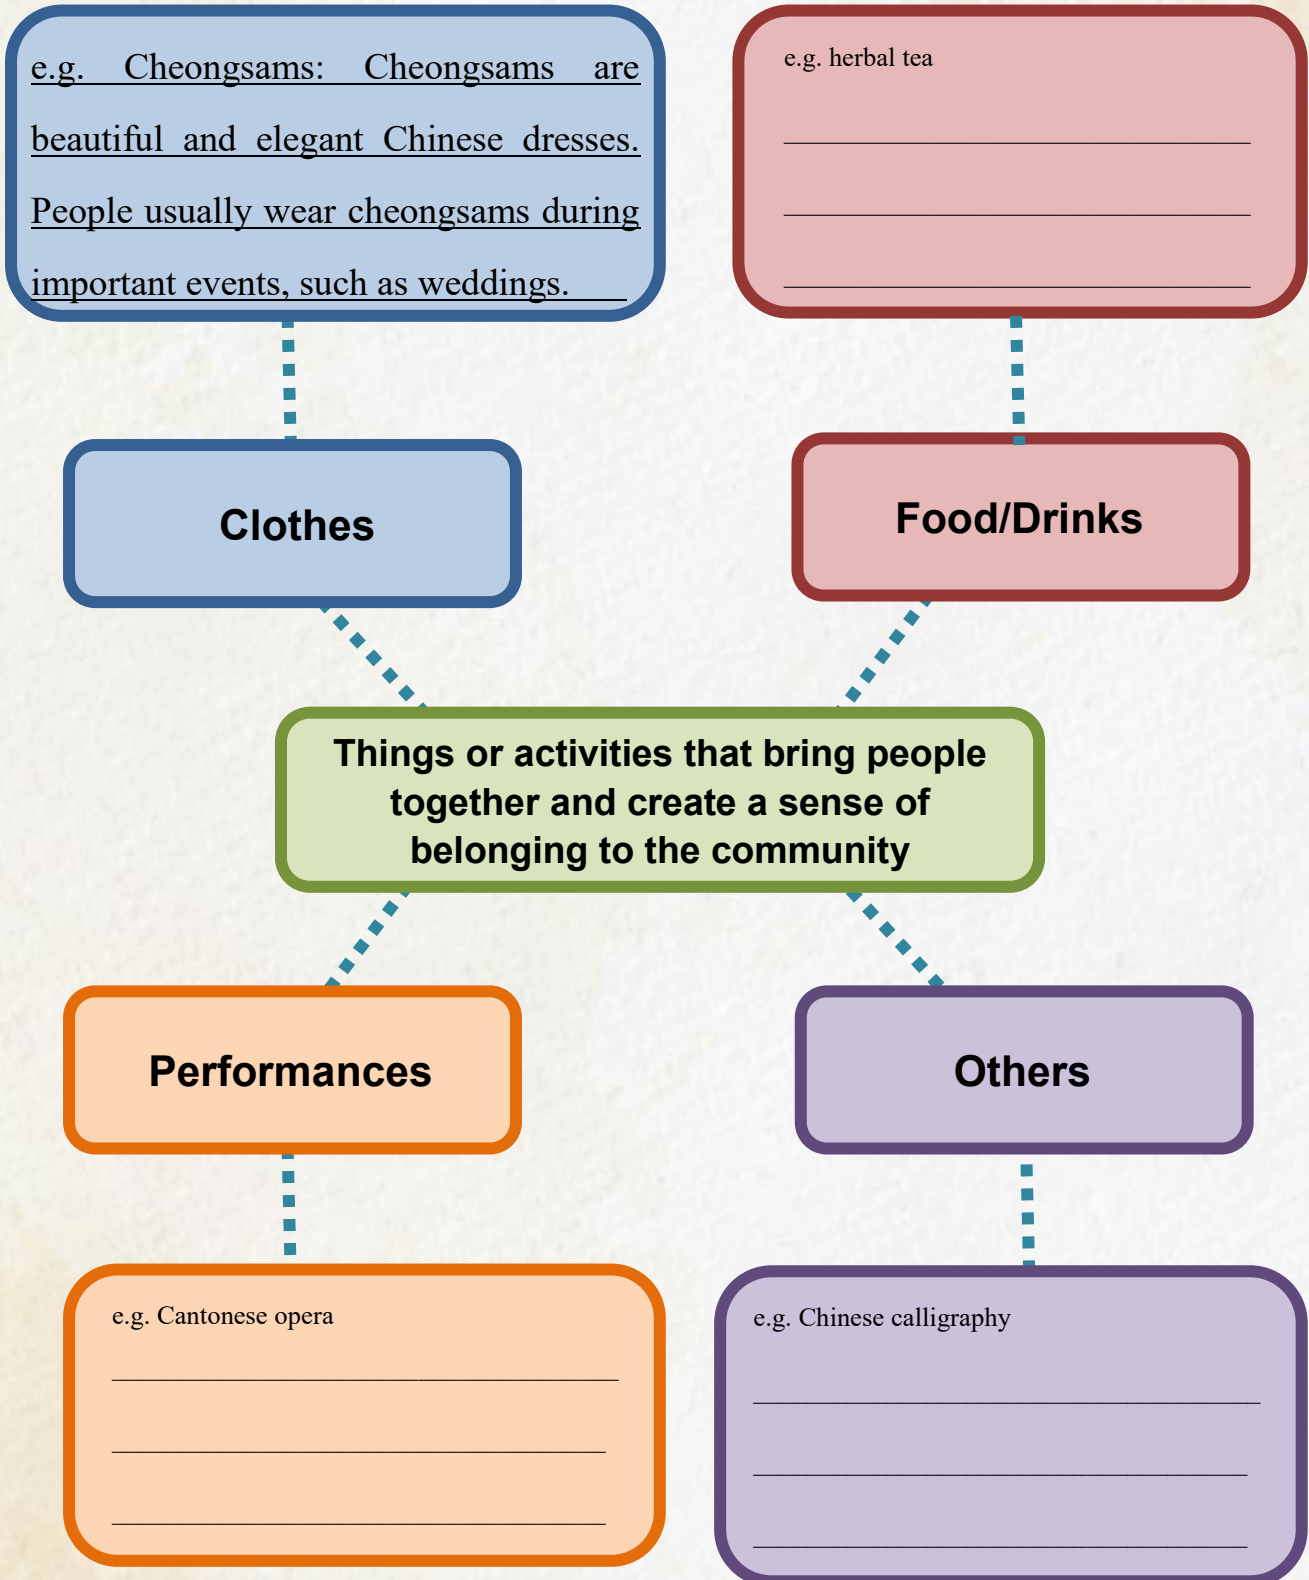 e.g. Cheongsams: Cheongsams are
beautiful and elegant Chinese dresses.
People usually wear cheongsams during
important events, such as weddings.
e.g. herbal tea
Clothes
Food/Drinks
Things or activities that bring people
together and create a sense of
belonging to the community
Performances
Others
e.g. Cantonese opera
e.g. Chinese calligraphy